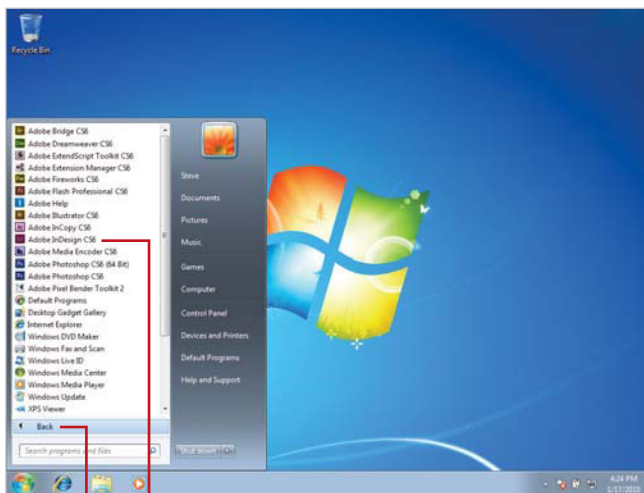 Recycle Bin
Adobe Bridge CS6
Adobe Dreamweaver CS6
Adobe ExtendScript Toolkit CS6
Adobe Extension Manager CS6
Adobe Fireworks CS6
Adobe Flash Professional CS6
Adobe Help
Adobe Illustrator CS6
Adobe InCopy CS6
Adobe InDesign CS6
Adobe Media Encoder CS6
Adobe Photoshop CS6 (64 Bit)
Adobe Photoshop CS6
Adobe Pixel Bender Toolkit 2
Default Programs
Desktop Gadget Gallery
Internet Explorer
Windows DVD Maker
Windows Fax and Scan
Windows Live ID
Windows Media Center
Windows Media Player
Windows Update
XPS Viewer
Back
Search programs and files
Steve
Documents
Pictures
Music
Games
Computer
Control Panel
Devices and Printers
Default Programs
Help and Support
Shut down
4:24 PM
1/17/2010